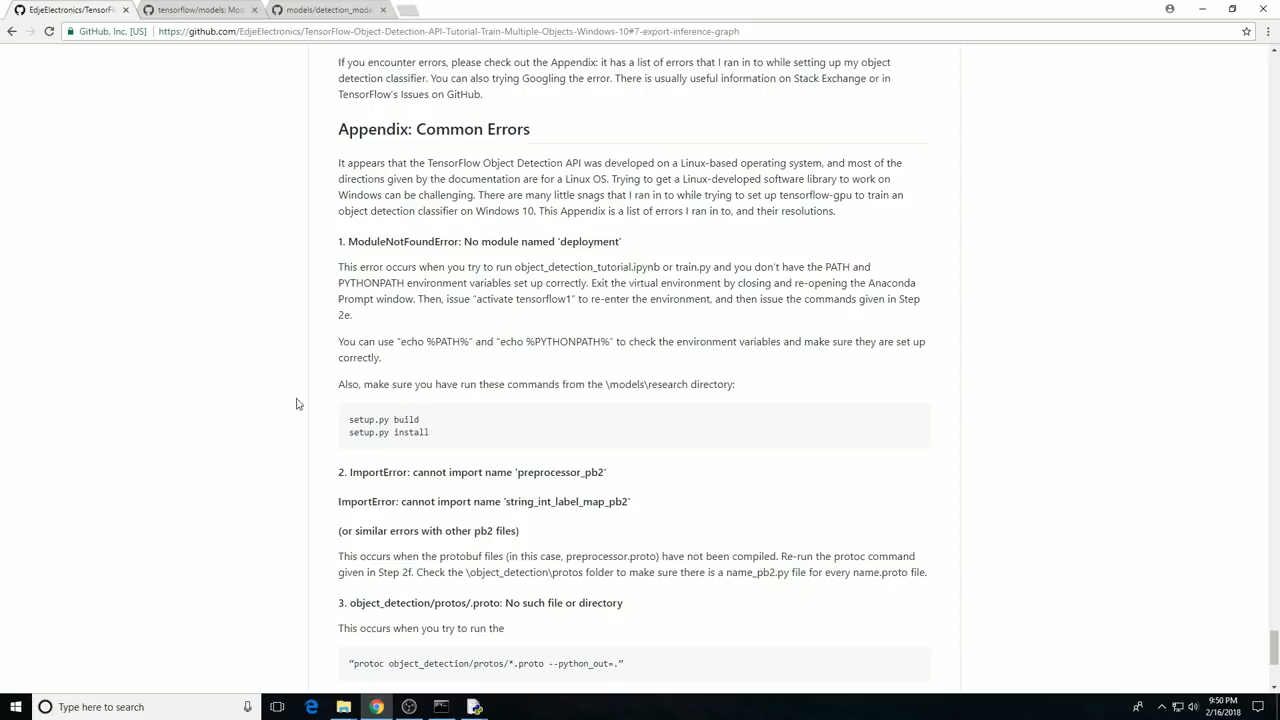 EdjeElectronics/TensorFl
tensorflow/models: Mod
models/detection_mode
GitHub, Inc. [US]
https://github.com/EdjeElectronics/TensorFlow-Object-Detection-API-Tutorial-Train-Multiple-Objects-Windows-10#7-export-inference-graph
If you encounter errors, please check out the Appendix: it has a list of errors that I ran in to while setting up my object
detection classifier. You can also trying Googling the error. There is usually useful information on Stack Exchange or in
TensorFlow's Issues on GitHub.
Appendix: Common Errors
It appears that the TensorFlow Object Detection API was developed on a Linux-based operating system, and most of the
directions given by the documentation are for a Linux OS. Trying to get a Linux-developed software library to work on
Windows can be challenging. There are many little snags that I ran in to while trying to set up tensorflow-gpu to train an
object detection classifier on Windows 10. This Appendix is a list of errors I ran in to, and their resolutions.
1. ModuleNotFoundError: No module named 'deployment'
This error occurs when you try to run object_detection_tutorial.ipynb or train.py and you don't have the PATH and
PYTHONPATH environment variables set up correctly. Exit the virtual environment by closing and re-opening the Anaconda
Prompt window. Then, issue "activate tensorflow1" to re-enter the environment, and then issue the commands given in Step
2e.
You can use "echo %PATH%" and "echo %PYTHONPATH%" to check the environment variables and make sure they are set up
correctly.
Also, make sure you have run these commands from the \models\research directory:
setup.py build
setup.py install
2. ImportError: cannot import name 'preprocessor_pb2'
ImportError: cannot import name 'string_int_label_map_pb2'
(or similar errors with other pb2 files)
This occurs when the protobuf files (in this case, preprocessor.proto) have not been compiled. Re-run the protoc command
given in Step 2f. Check the \object_detection\protos folder to make sure there is a name_pb2.py file for every name.proto file.
3. object_detection/protos/.proto: No such file or directory
This occurs when you try to run the
"protoc object_detection/protos/*.proto --python_out=."
Type here to search
9:50 PM
2/16/2018